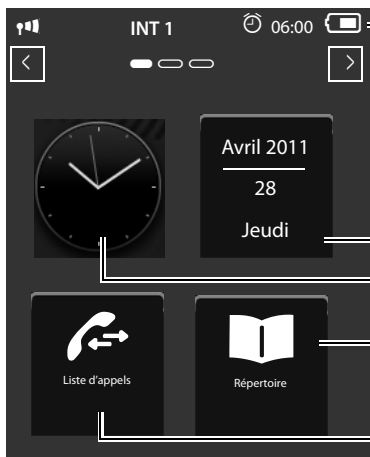 INT 1 06:00
Avril 2011
28
Jeudi
Liste d'appels
Répertoire